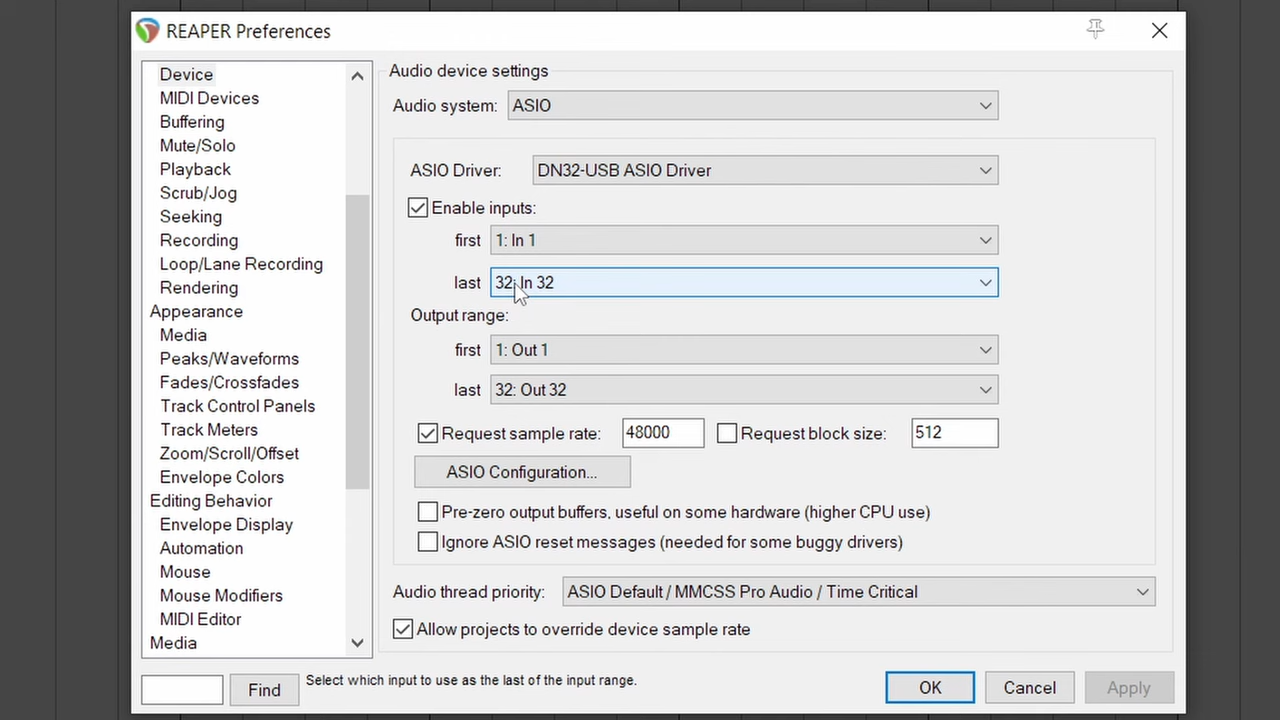 REAPER Preferences
Device
MIDI Devices
Buffering
Mute/Solo
Playback
Scrub/Jog
Seeking
Recording
Loop/Lane Recording
Rendering
Appearance
Media
Peaks/Waveforms
Fades/Crossfades
Track Control Panels
Track Meters
Zoom/Scroll/Offset
Envelope Colors
Editing Behavior
Envelope Display
Automation
Mouse
Mouse Modifiers
MIDI Editor
Media
Find
Audio device settings
Audio system: ASIO
ASIO Driver: DN32-USB ASIO Driver
Enable inputs:
first 1: In 1
last 32: In 32
Output range:
first 1: Out 1
last 32: Out 32
Request sample rate: 48000 Request block size: 512
ASIO Configuration...
Pre-zero output buffers, useful on some hardware (higher CPU use)
Ignore ASIO reset messages (needed for some buggy drivers)
Audio thread priority: ASIO Default / MMCSS Pro Audio / Time Critical
Allow projects to override device sample rate
Select which input to use as the last of the input range.
OK Cancel Apply